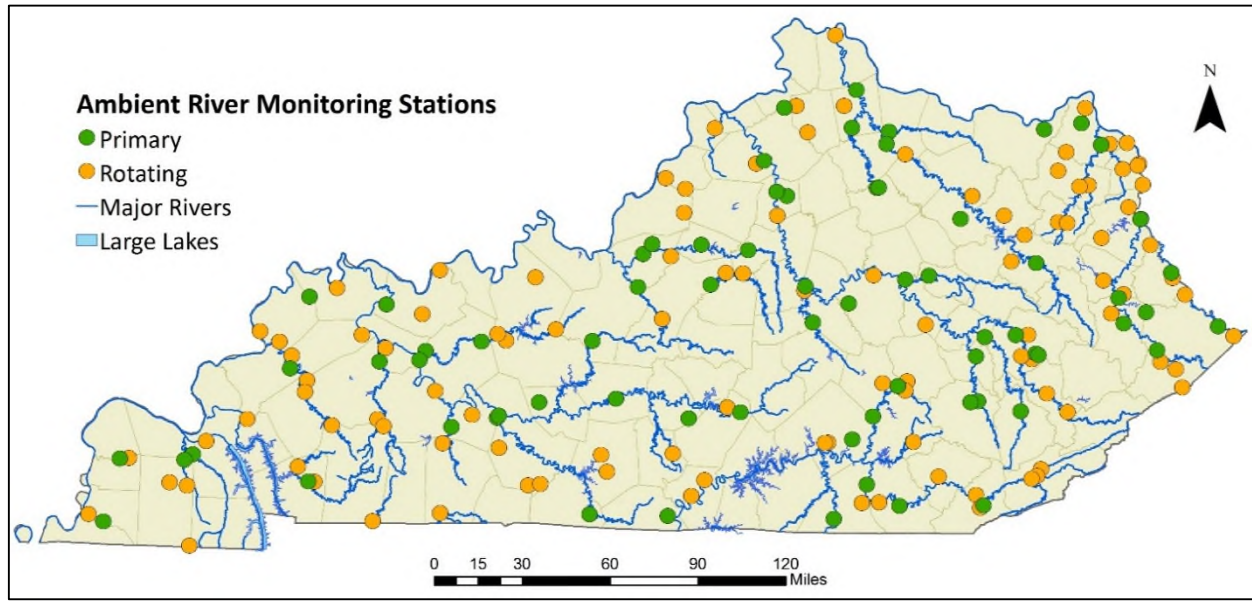 N
Ambient River Monitoring Stations
Primary
Rotating
Major Rivers
Large Lakes
0 15 30 60 90 120
Miles